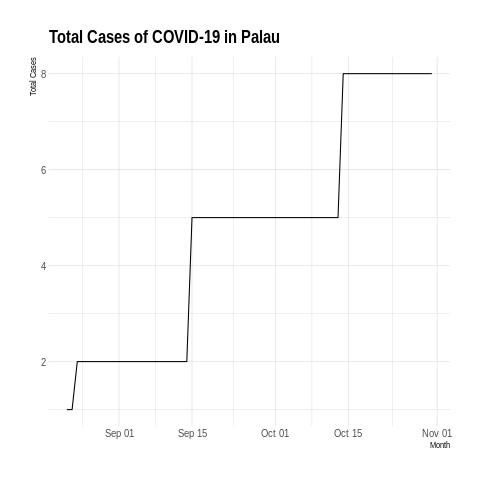 Total Cases of COVID-19 in Palau
Total Cases
8
6
4
2
Sep 01 Sep 15 Oct 01 Oct 15 Nov 01
Month